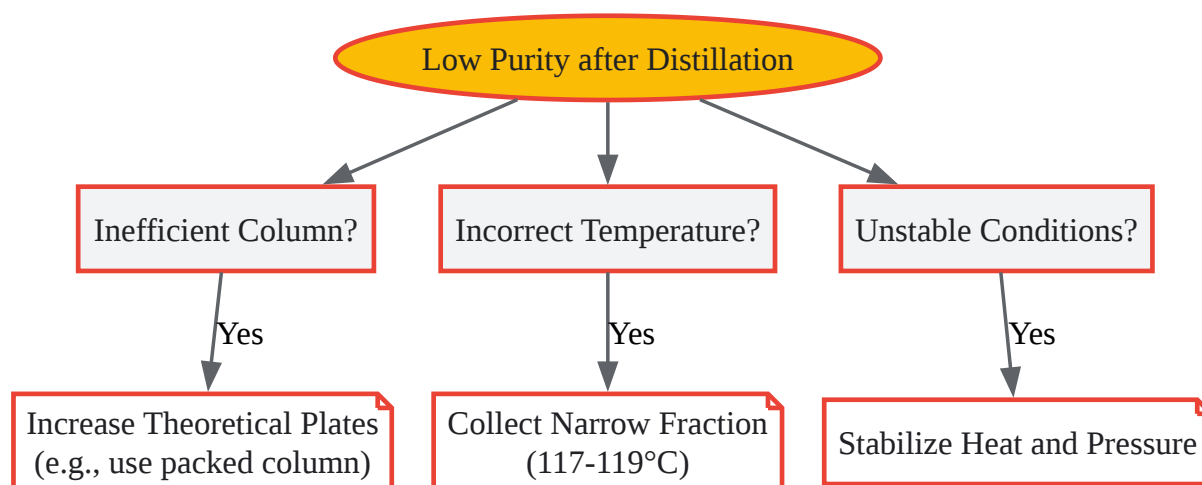 Low Purity after Distillation
Inefficient Column?
Incorrect Temperature?
Unstable Conditions?
Yes
Yes
Yes
Increase Theoretical Plates
(e.g., use packed column)
Collect Narrow Fraction
(117-119°C)
Stabilize Heat and Pressure